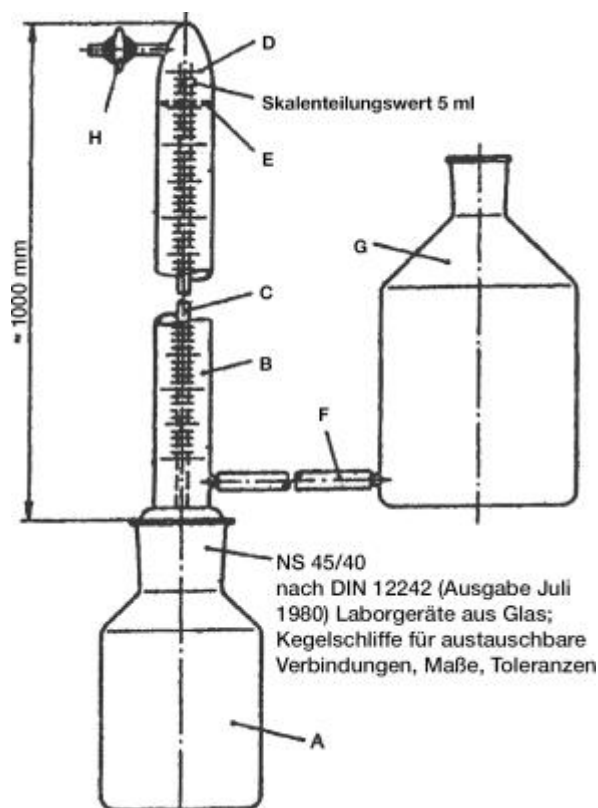 D
Skalenteilungswert 5 ml
H
E
G
≈ 1000 mm
C
B
F
NS 45/40
nach DIN 12242 (Ausgabe Juli
1980) Laborgeräte aus Glas;
Kegelschliffe für austauschbare
Verbindungen, Maße, Toleranzen
A